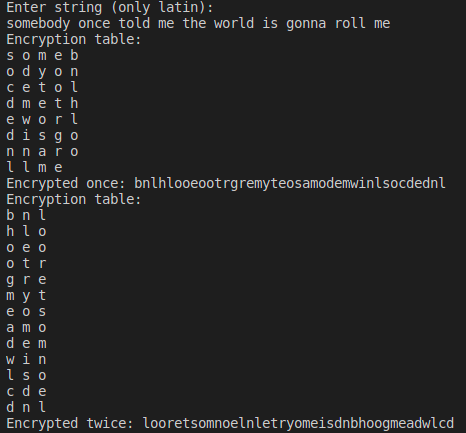 Enter string (only latin):
somebody once told me the world is gonna roll me
Encryption table:
s o m e b
o d y o n
c e t o l
d m e t h
e w o r l
d i s g o
n n a r o
l l m e
Encrypted once: bnlhlooeootrgremyteosamodemwinlsocdednl
Encryption table:
b n l
h l o
o e o
o t r
g r e
m y t
e o s
a m o
d e m
w i n
l s o
c d e
d n l
Encrypted twice: looretsomnoelnletryomeisdnbhoogmeadwlcd